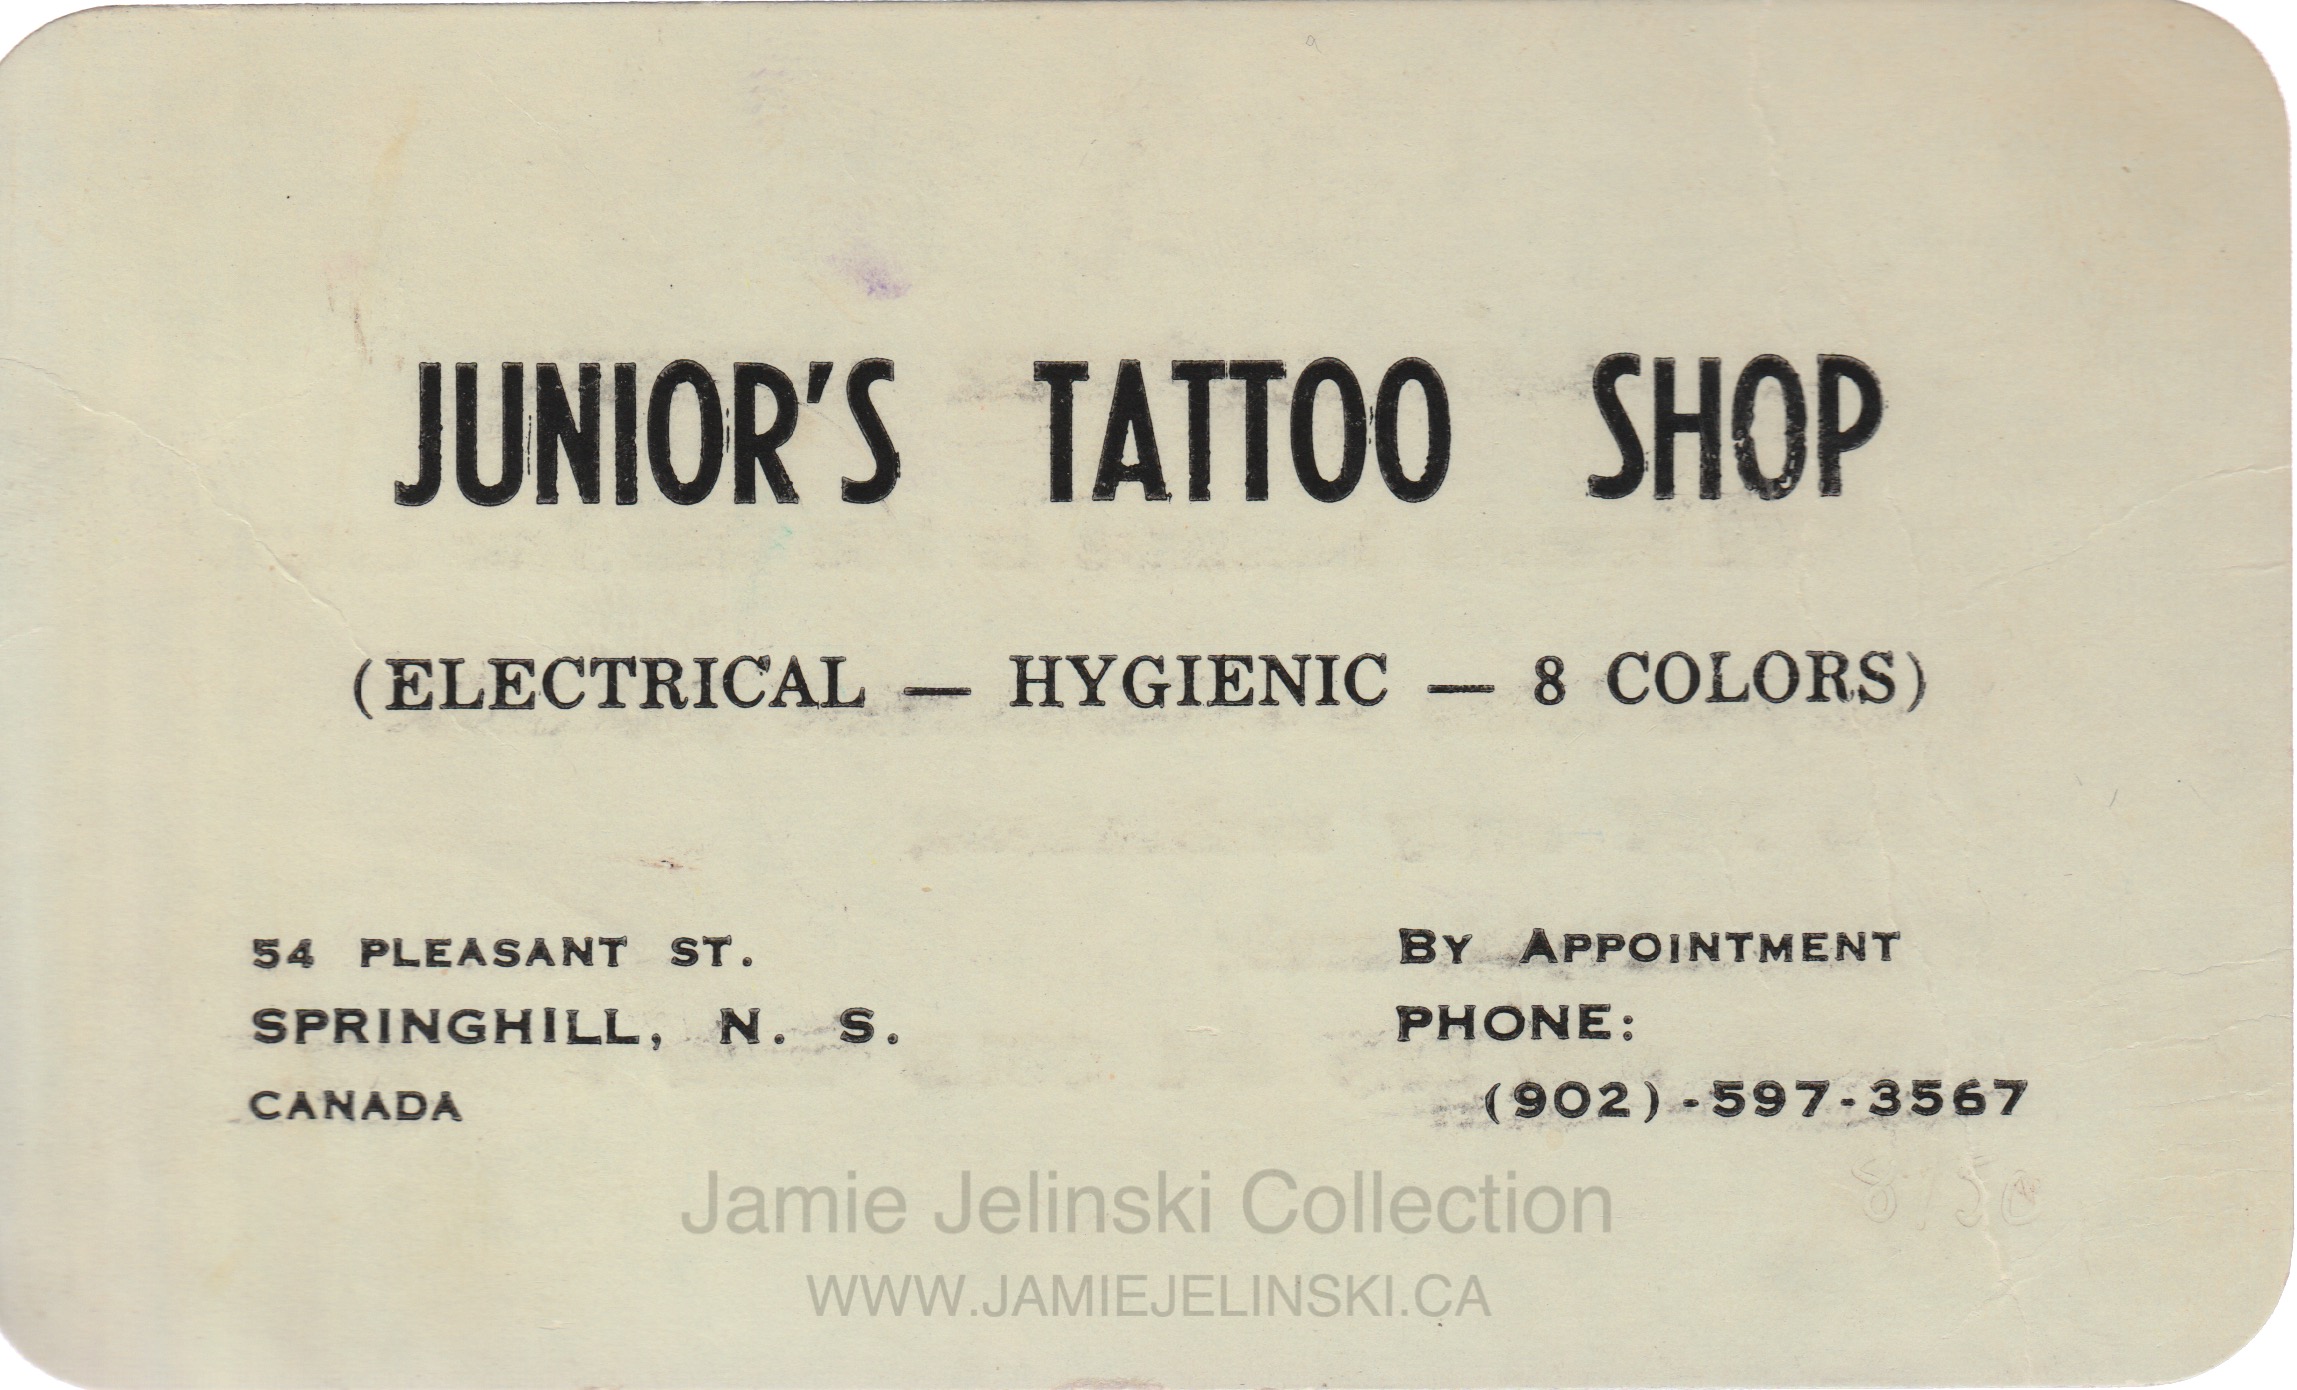 JUNIOR'S TATTOO SHOP
(ELECTRICAL — HYGIENIC — 8 COLORS)
54 PLEASANT ST.
SPRINGHILL, N. S.
CANADA
BY APPOINTMENT
PHONE:
(902)-597-3567
Jamie Jelinski Collection
WWW.JAMIEJELINSKI.CA